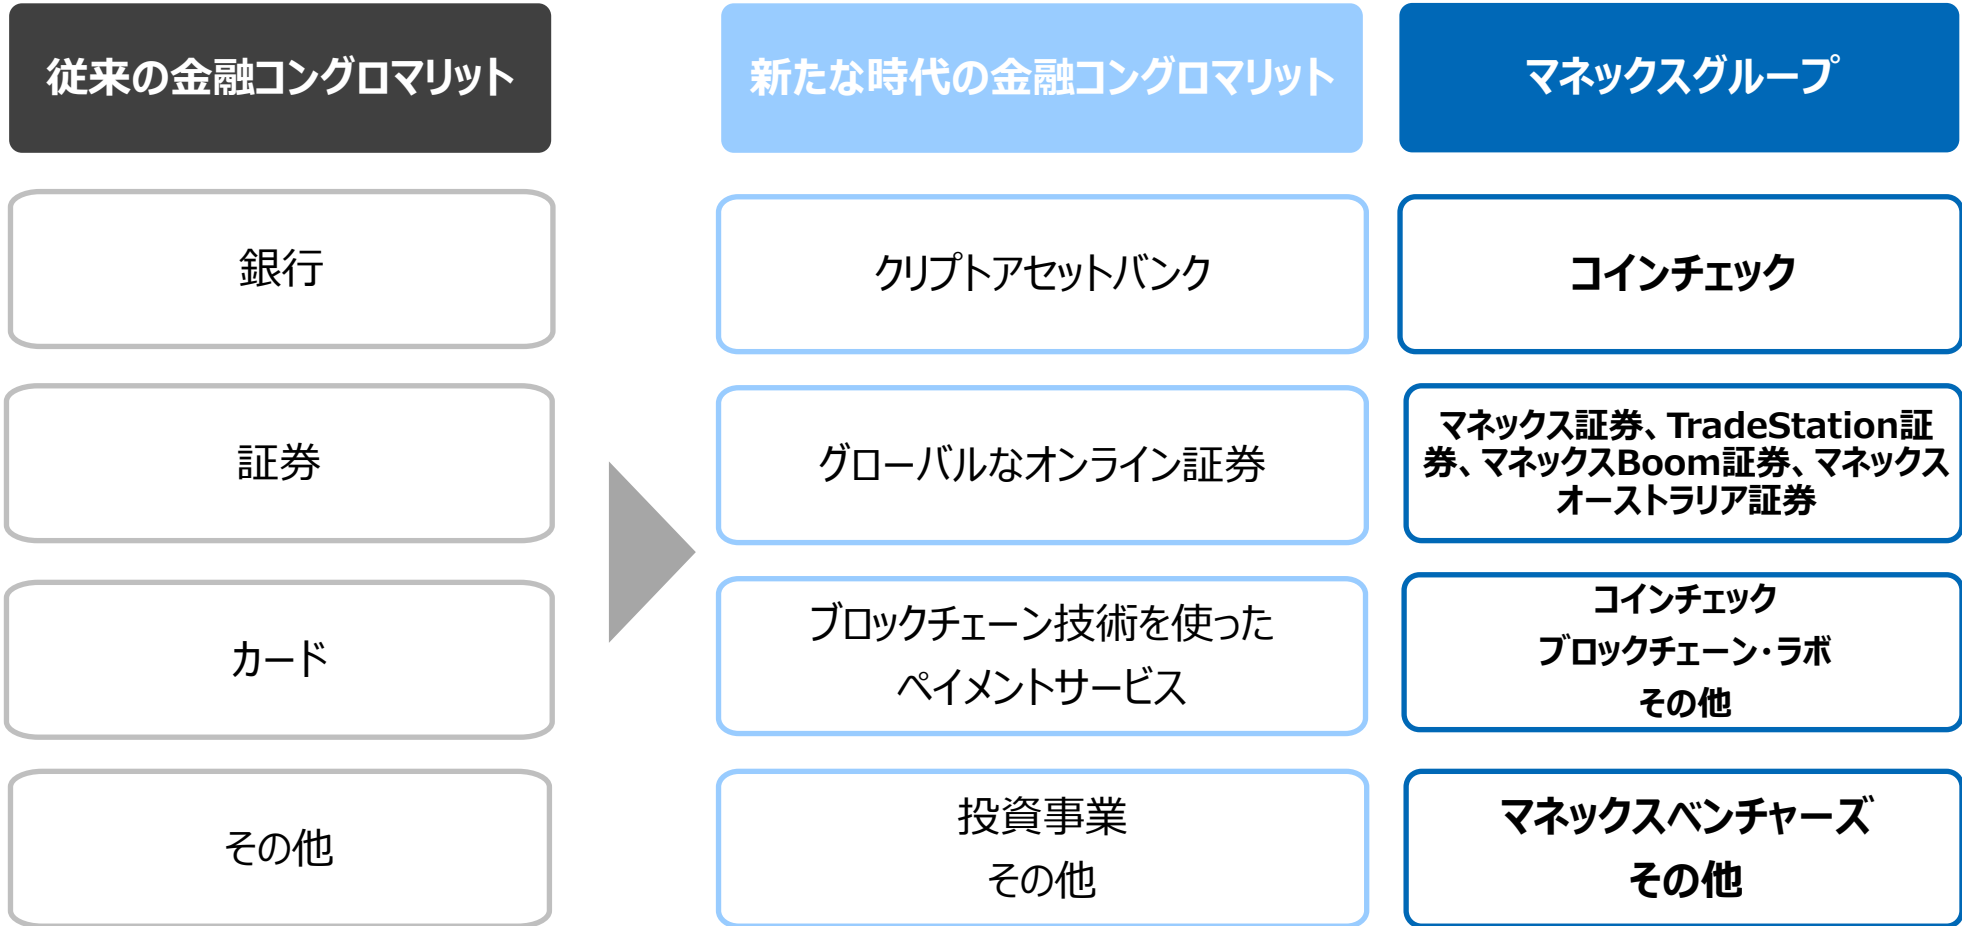 従来の金融コングロマリット
新たな時代の金融コングロマリット
マネックスグループ
銀行
クリプトアセットバンク
コインチェック
証券
グローバルなオンライン証券
マネックス証券、TradeStation証
券、マネックスBoom証券、マネックス
オーストラリア証券
カード
ブロックチェーン技術を使った
ペイメントサービス
コインチェック
ブロックチェーン・ラボ
その他
その他
投資事業
その他
マネックスベンチャーズ
その他